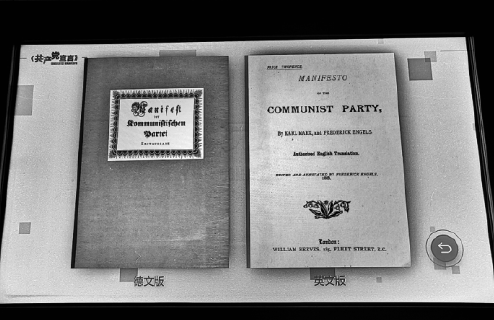 《共产党宣言》
Manifest
der
Kommunistischen
Partei
MANIFESTO
OF THE
COMMUNIST PARTY,
By KARL MARX, and FREDERICK ENGELS
Authorized English Translation.
EDITED AND ANNOTATED BY FREDERICK ENGELS.
1888.
London:
WILLIAM REEVES, 185, FLEET STREET, E.C.
德文版
英文版